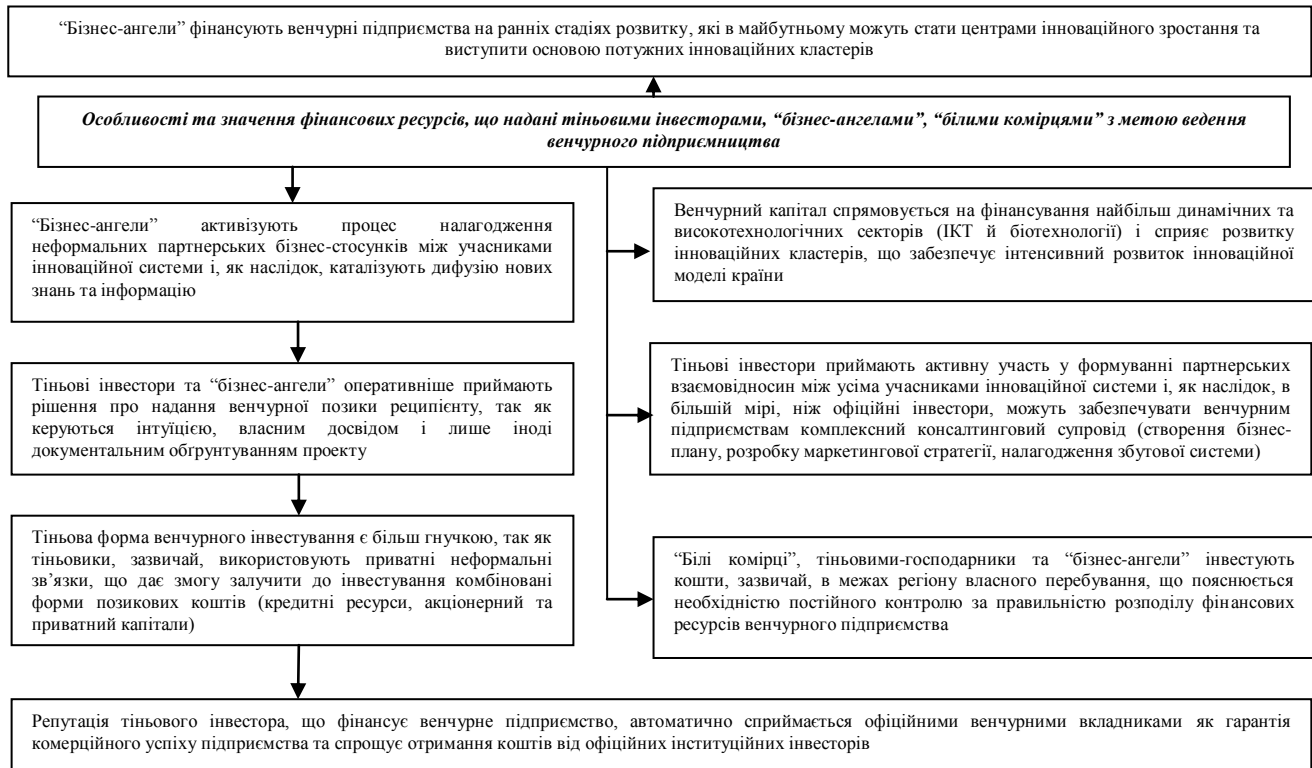 “Бізнес-ангели” фінансують венчурні підприємства на ранніх стадіях розвитку, які в майбутньому можуть стати центрами інноваційного зростання та
виступити основою потужних інноваційних кластерів
Особливості та значення фінансових ресурсів, що надані тіньовими інвесторами, “бізнес-ангелами”, “білими комірцями” з метою ведення
венчурного підприємництва
“Бізнес-ангели” активізують процес налагодження
неформальних партнерських бізнес-стосунків між учасниками
інноваційної системи і, як наслідок, каталізують дифузію нових
знань та інформацію
Венчурний капітал спрямовується на фінансування найбільш динамічних та
високотехнологічних секторів (ІКТ й біотехнології) і сприяє розвитку
інноваційних кластерів, що забезпечує інтенсивний розвиток інноваційної
моделі країни
Тіньові інвестори та “бізнес-ангели” оперативніше приймають
рішення про надання венчурної позики реципієнту, так як
керуються інтуїцією, власним досвідом і лише іноді
документальним обґрунтуванням проекту
Тіньові інвестори приймають активну участь у формуванні партнерських
взаємовідносин між усіма учасниками інноваційної системи і, як наслідок, в
більшій мірі, ніж офіційні інвестори, можуть забезпечувати венчурним
підприємствам комплексний консалтинговий супровід (створення бізнес-
плану, розробку маркетингової стратегії, налагодження збутової системи)
Тіньова форма венчурного інвестування є більш гнучкою, так як
тіньовики, зазвичай, використовують приватні неформальні
зв’язки, що дає змогу залучити до інвестування комбіновані
форми позикових коштів (кредитні ресурси, акціонерний та
приватний капітали)
“Білі комірці”, тіньовими-господарники та “бізнес-ангели” інвестують
кошти, зазвичай, в межах регіону власного перебування, що пояснюється
необхідністю постійного контролю за правильністю розподілу фінансових
ресурсів венчурного підприємства
Репутація тіньового інвестора, що фінансує венчурне підприємство, автоматично сприймається офіційними венчурними вкладниками як гарантія
комерційного успіху підприємства та спрощує отримання коштів від офіційних інституційних інвесторів